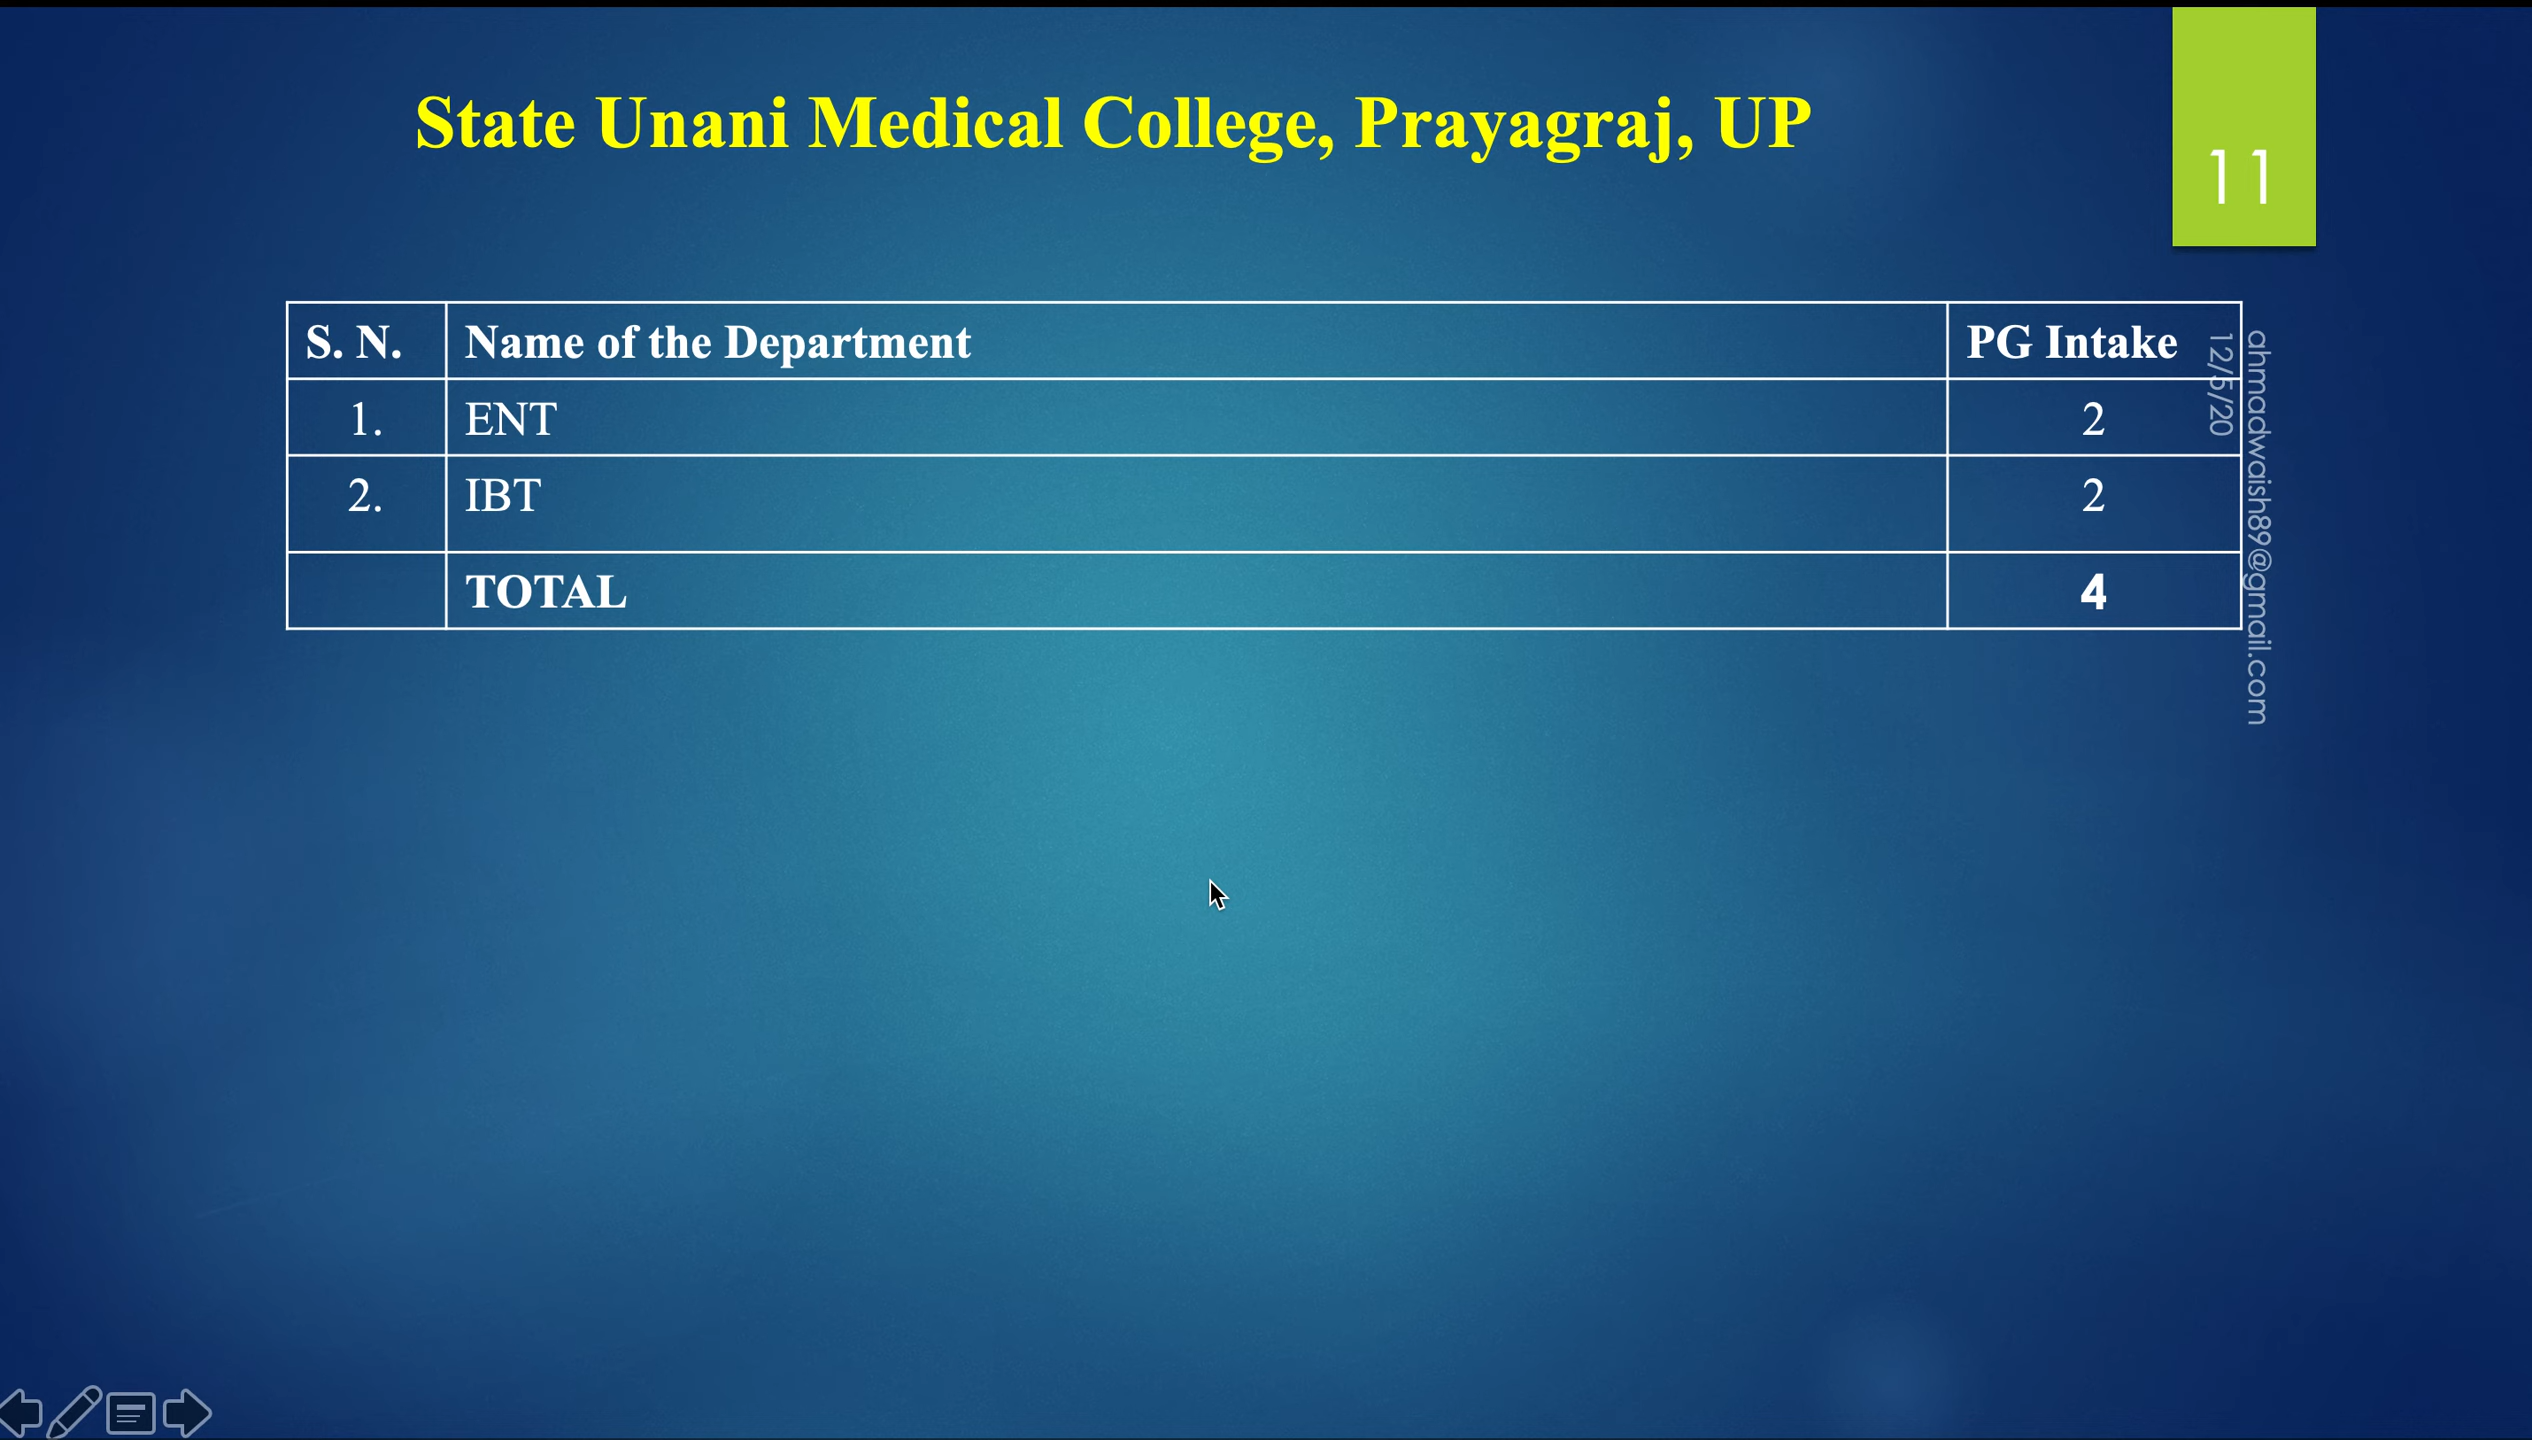 State Unani Medical College, Prayagraj, UP
11
S. N. Name of the Department PG Intake
1. ENT 2
2. IBT 2
TOTAL 4
12/5/20
ahmadwaish89@gmail.com